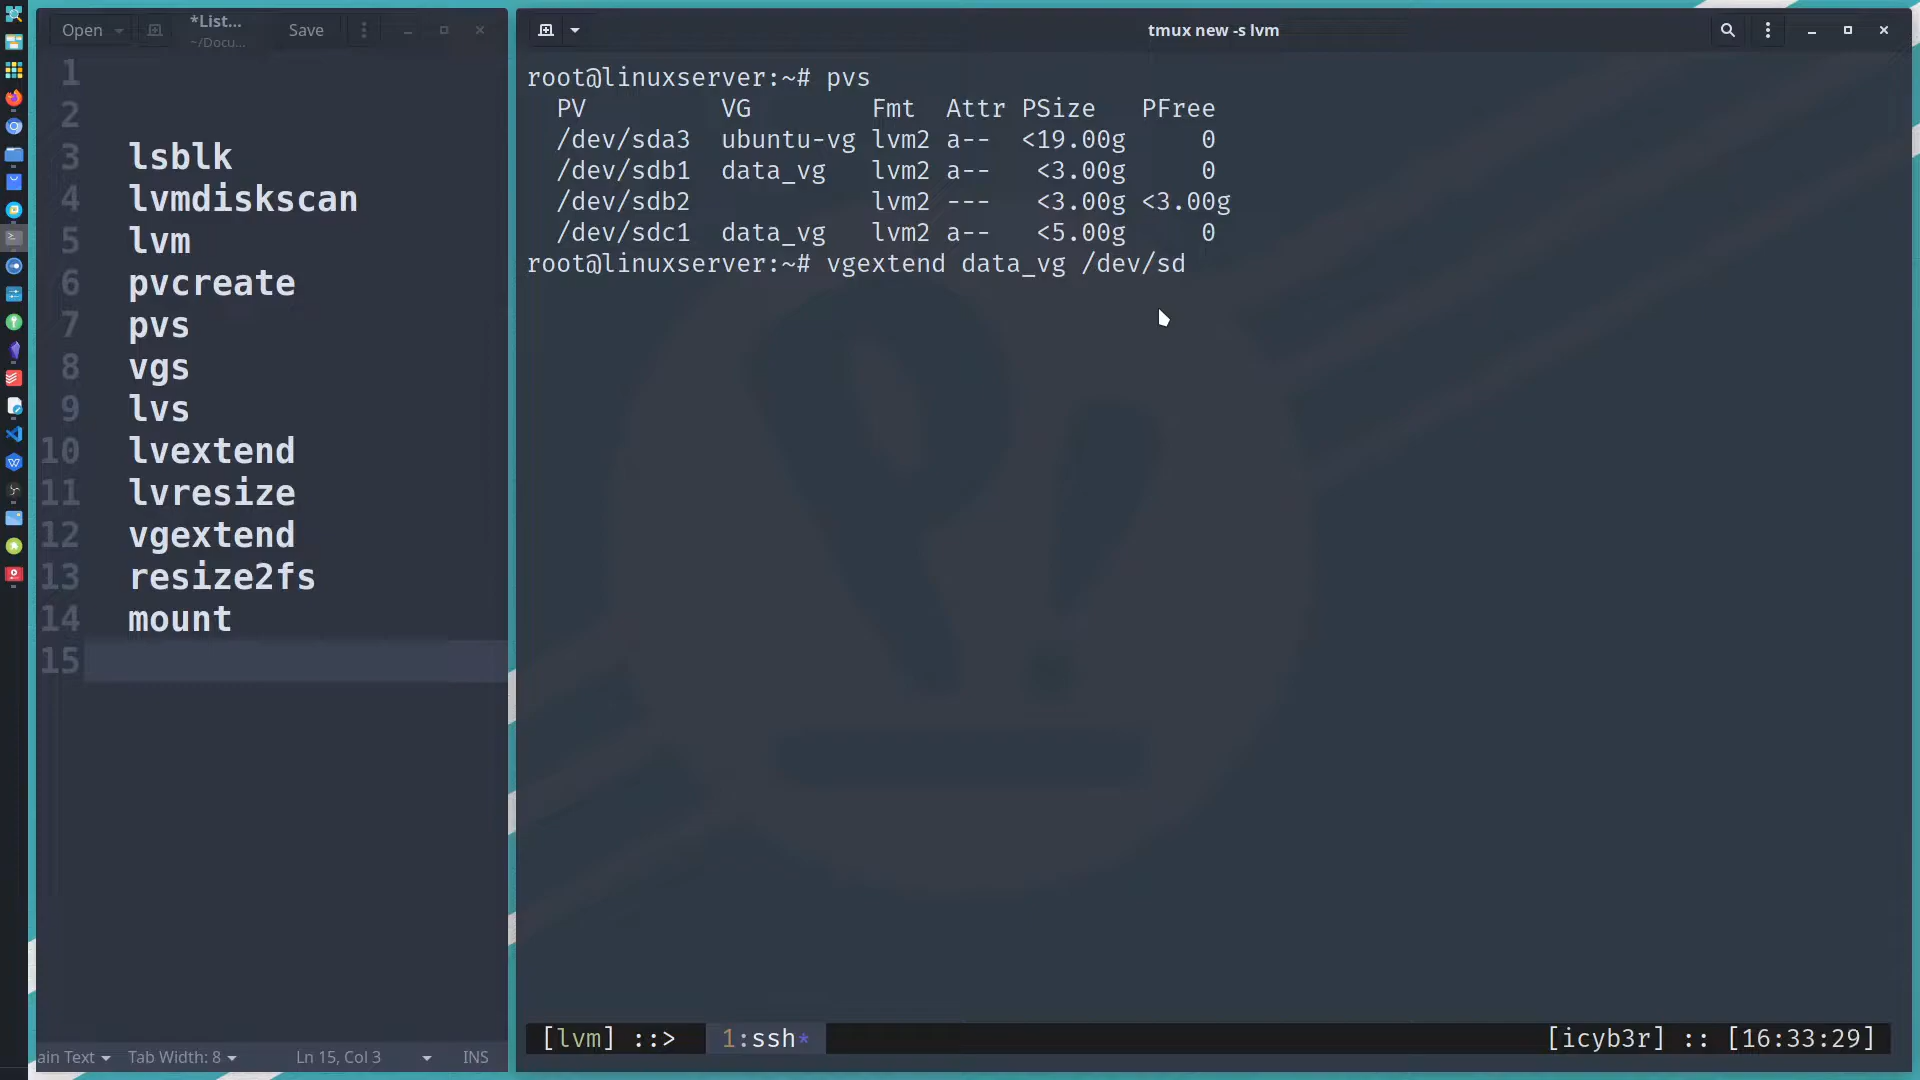 Open
*List...
~/Docu...
Save
1
2
3 lsblk
4 lvmdiskscan
5 lvm
6 pvcreate
7 pvs
8 vgs
9 lvs
10 lvextend
11 lvresize
12 vgextend
13 resize2fs
14 mount
15
ain Text Tab Width: 8 Ln 15, Col 3 INS
tmux new -s lvm
root@linuxserver:~# pvs
PV VG Fmt Attr PSize PFree
/dev/sda3 ubuntu-vg lvm2 a-- <19.00g 0
/dev/sdb1 data_vg lvm2 a-- <3.00g 0
/dev/sdb2 lvm2 --- <3.00g <3.00g
/dev/sdc1 data_vg lvm2 a-- <5.00g 0
root@linuxserver:~# vgextend data_vg /dev/sd
[lvm] ::> 1:ssh* [icyb3r] :: [16:33:29]